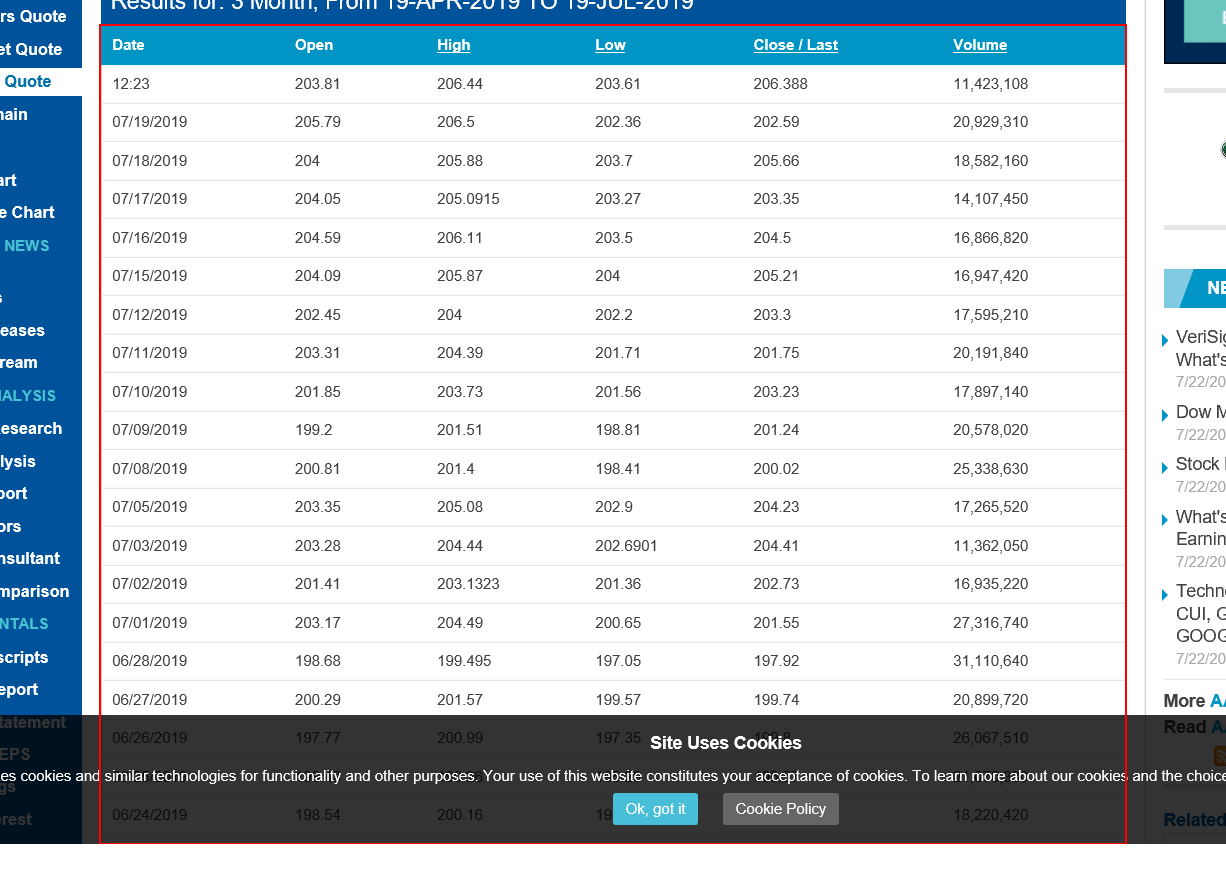 Results for: 3 Month, From 19-APR-2019 TO 19-JUL-2019
Date Open High Low Close / Last Volume
12:23 203.81 206.44 203.61 206.388 11,423,108
07/19/2019 205.79 206.5 202.36 202.59 20,929,310
07/18/2019 204 205.88 203.7 205.66 18,582,160
07/17/2019 204.05 205.0915 203.27 203.35 14,107,450
07/16/2019 204.59 206.11 203.5 204.5 16,866,820
07/15/2019 204.09 205.87 204 205.21 16,947,420
07/12/2019 202.45 204 202.2 203.3 17,595,210
07/11/2019 203.31 204.39 201.71 201.75 20,191,840
07/10/2019 201.85 203.73 201.56 203.23 17,897,140
07/09/2019 199.2 201.51 198.81 201.24 20,578,020
07/08/2019 200.81 201.4 198.41 200.02 25,338,630
07/05/2019 203.35 205.08 202.9 204.23 17,265,520
07/03/2019 203.28 204.44 202.6901 204.41 11,362,050
07/02/2019 201.41 203.1323 201.36 202.73 16,935,220
07/01/2019 203.17 204.49 200.65 201.55 27,316,740
06/28/2019 198.68 199.495 197.05 197.92 31,110,640
06/27/2019 200.29 201.57 199.57 199.74 20,899,720
06/26/2019 197.77 200.99 197.35 26,067,510
06/24/2019 198.54 200.16 18,220,420
Site Uses Cookies
es cookies and similar technologies for functionality and other purposes. Your use of this website constitutes your acceptance of cookies. To learn more about our cookies and the choice
Ok, got it
Cookie Policy
rs Quote
et Quote
Quote
hain
art
e Chart
NEWS
s
eases
ream
NALYSIS
esearch
lysis
port
ors
nsultant
mparison
NTALS
scripts
eport
tatement
EPS
gs
erest
NE
VeriSig
What's
7/22/20
Dow M
7/22/20
Stock
7/22/20
What's
Earnin
7/22/20
Techno
CUI, G
GOOG
7/22/20
More AA
Read A
Related